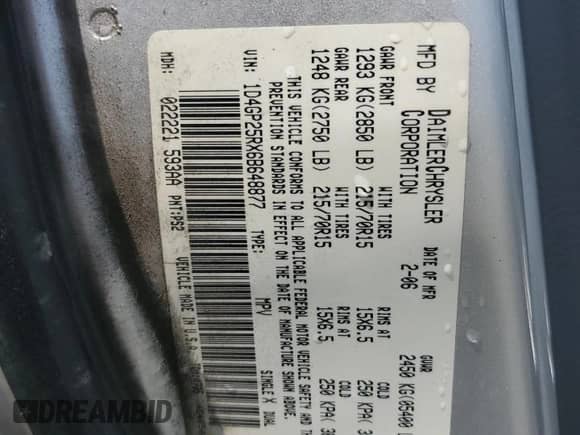 MFD BY DAIMLERCHRYSLER
CORPORATION
DATE OF MFR
2-06
GVWR
2450 KG(05400
GAWR FRONT
1293 KG(2850 LB)
WITH TIRES
215/70R15
RIMS AT
15X6.5
COLD
250 KPA(
GAWR REAR
1248 KG(2750 LB)
WITH TIRES
215/70R15
RIMS AT
15X6.5
COLD
250 KPA(
THIS VEHICLE CONFORMS TO ALL APPLICABLE FEDERAL MOTOR VEHICLE SAFETY AND
PREVENTION STANDARDS IN EFFECT ON THE DATE OF MANUFACTURE SHOWN ABOVE.
VIN: 1D4GP25RX6B648877
TYPE: MPV
SINGLE X DUAL
MDH: 022221 593AA PNT:PS2
VEHICLE MADE IN U.S.A.
DREAMBID